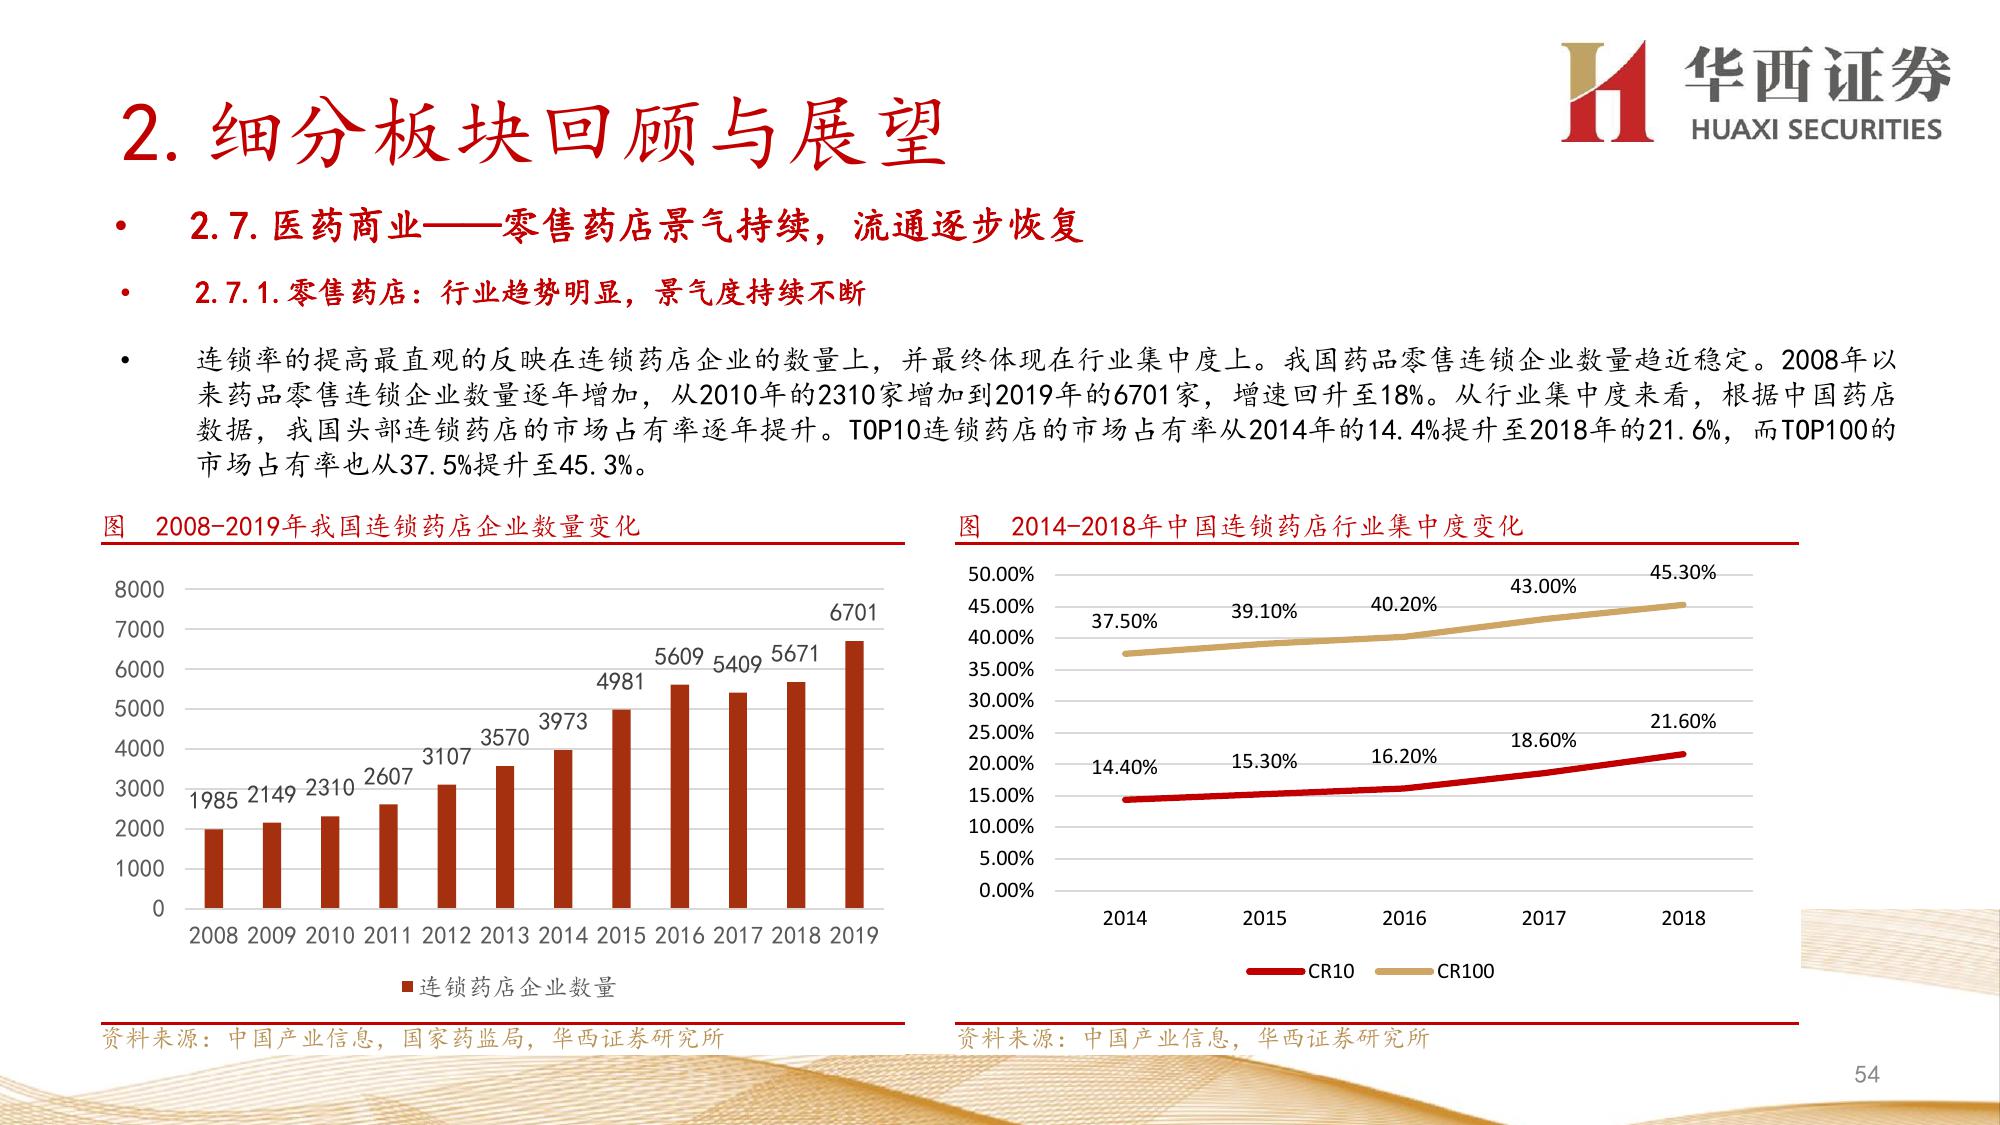 华西证券
HUAXI SECURITIES
2. 细分板块回顾与展望
• 2.7. 医药商业——零售药店景气持续，流通逐步恢复
• 2.7.1. 零售药店：行业趋势明显，景气度持续不断
• 连锁率的提高最直观的反映在连锁药店企业的数量上，并最终体现在行业集中度上。我国药品零售连锁企业数量趋近稳定。2008年以
来药品零售连锁企业数量逐年增加，从2010年的2310家增加到2019年的6701家，增速回升至18%。从行业集中度来看，根据中国药店
数据，我国头部连锁药店的市场占有率逐年提升。TOP10连锁药店的市场占有率从2014年的14.4%提升至2018年的21.6%，而TOP100的
市场占有率也从37.5%提升至45.3%。
图 2008-2019年我国连锁药店企业数量变化
8000
7000
6000
5000
4000
3000
2000
1000
0
1985 2149 2310 2607 3107 3570 3973 4981 5609 5409 5671 6701
2008 2009 2010 2011 2012 2013 2014 2015 2016 2017 2018 2019
连锁药店企业数量
资料来源：中国产业信息，国家药监局，华西证券研究所
图 2014-2018年中国连锁药店行业集中度变化
50.00%
45.00%
40.00%
35.00%
30.00%
25.00%
20.00%
15.00%
10.00%
5.00%
0.00%
37.50% 39.10% 40.20% 43.00% 45.30%
14.40% 15.30% 16.20% 18.60% 21.60%
2014 2015 2016 2017 2018
CR10 CR100
资料来源：中国产业信息，华西证券研究所
54